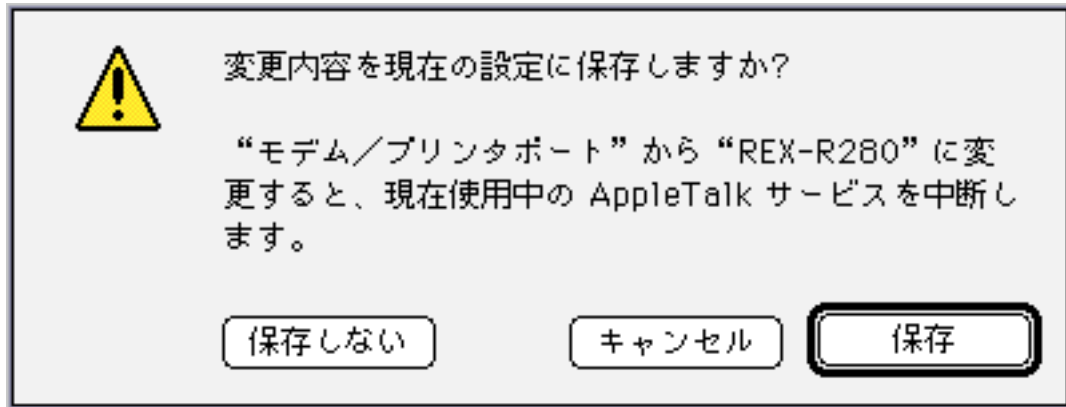 変更内容を現在の設定に保存しますか?
“モデム／プリンタポート”から“REX-R280”に変
更すると、現在使用中の AppleTalk サービスを中断し
ます。
保存しない キャンセル 保存